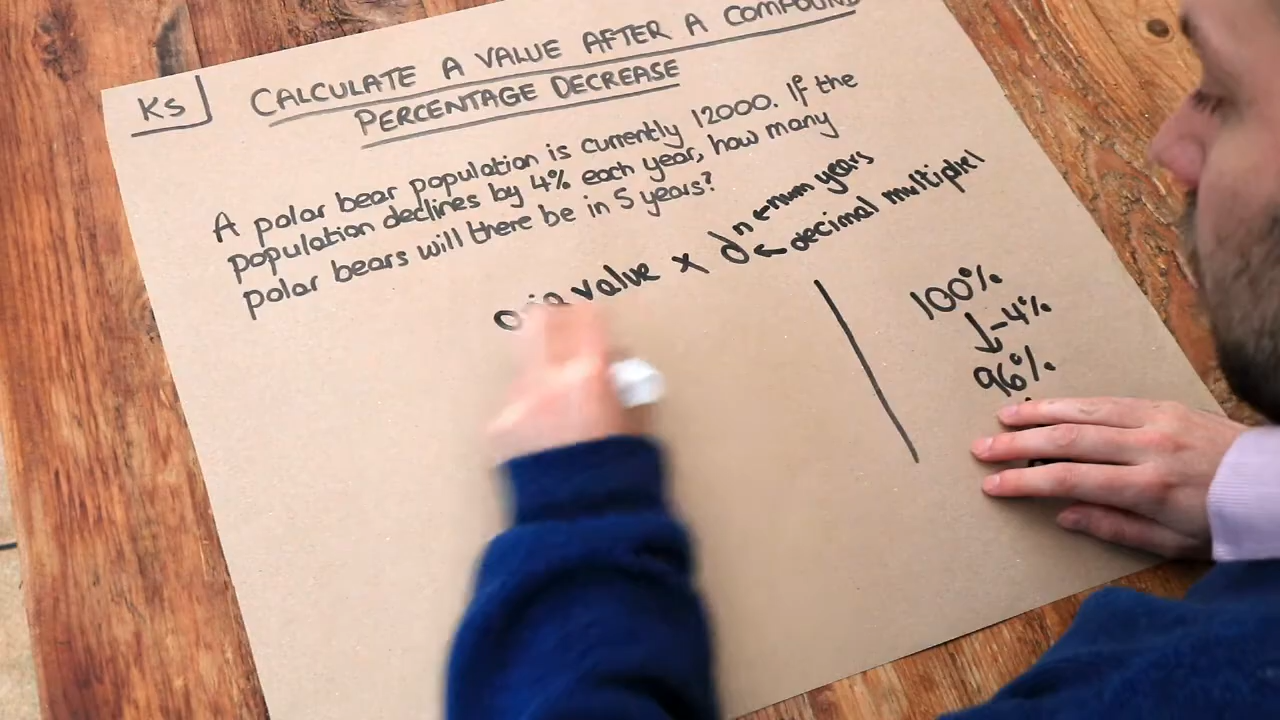 Ks
CALCULATE A VALUE AFTER A COMPOUND
PERCENTAGE DECREASE
A polar bear population is currently 12000. If the
population declines by 4% each year, how many
polar bears will there be in 5 years?
value × dⁿ ← num years
← decimal multiplier
100%
-4%
96%